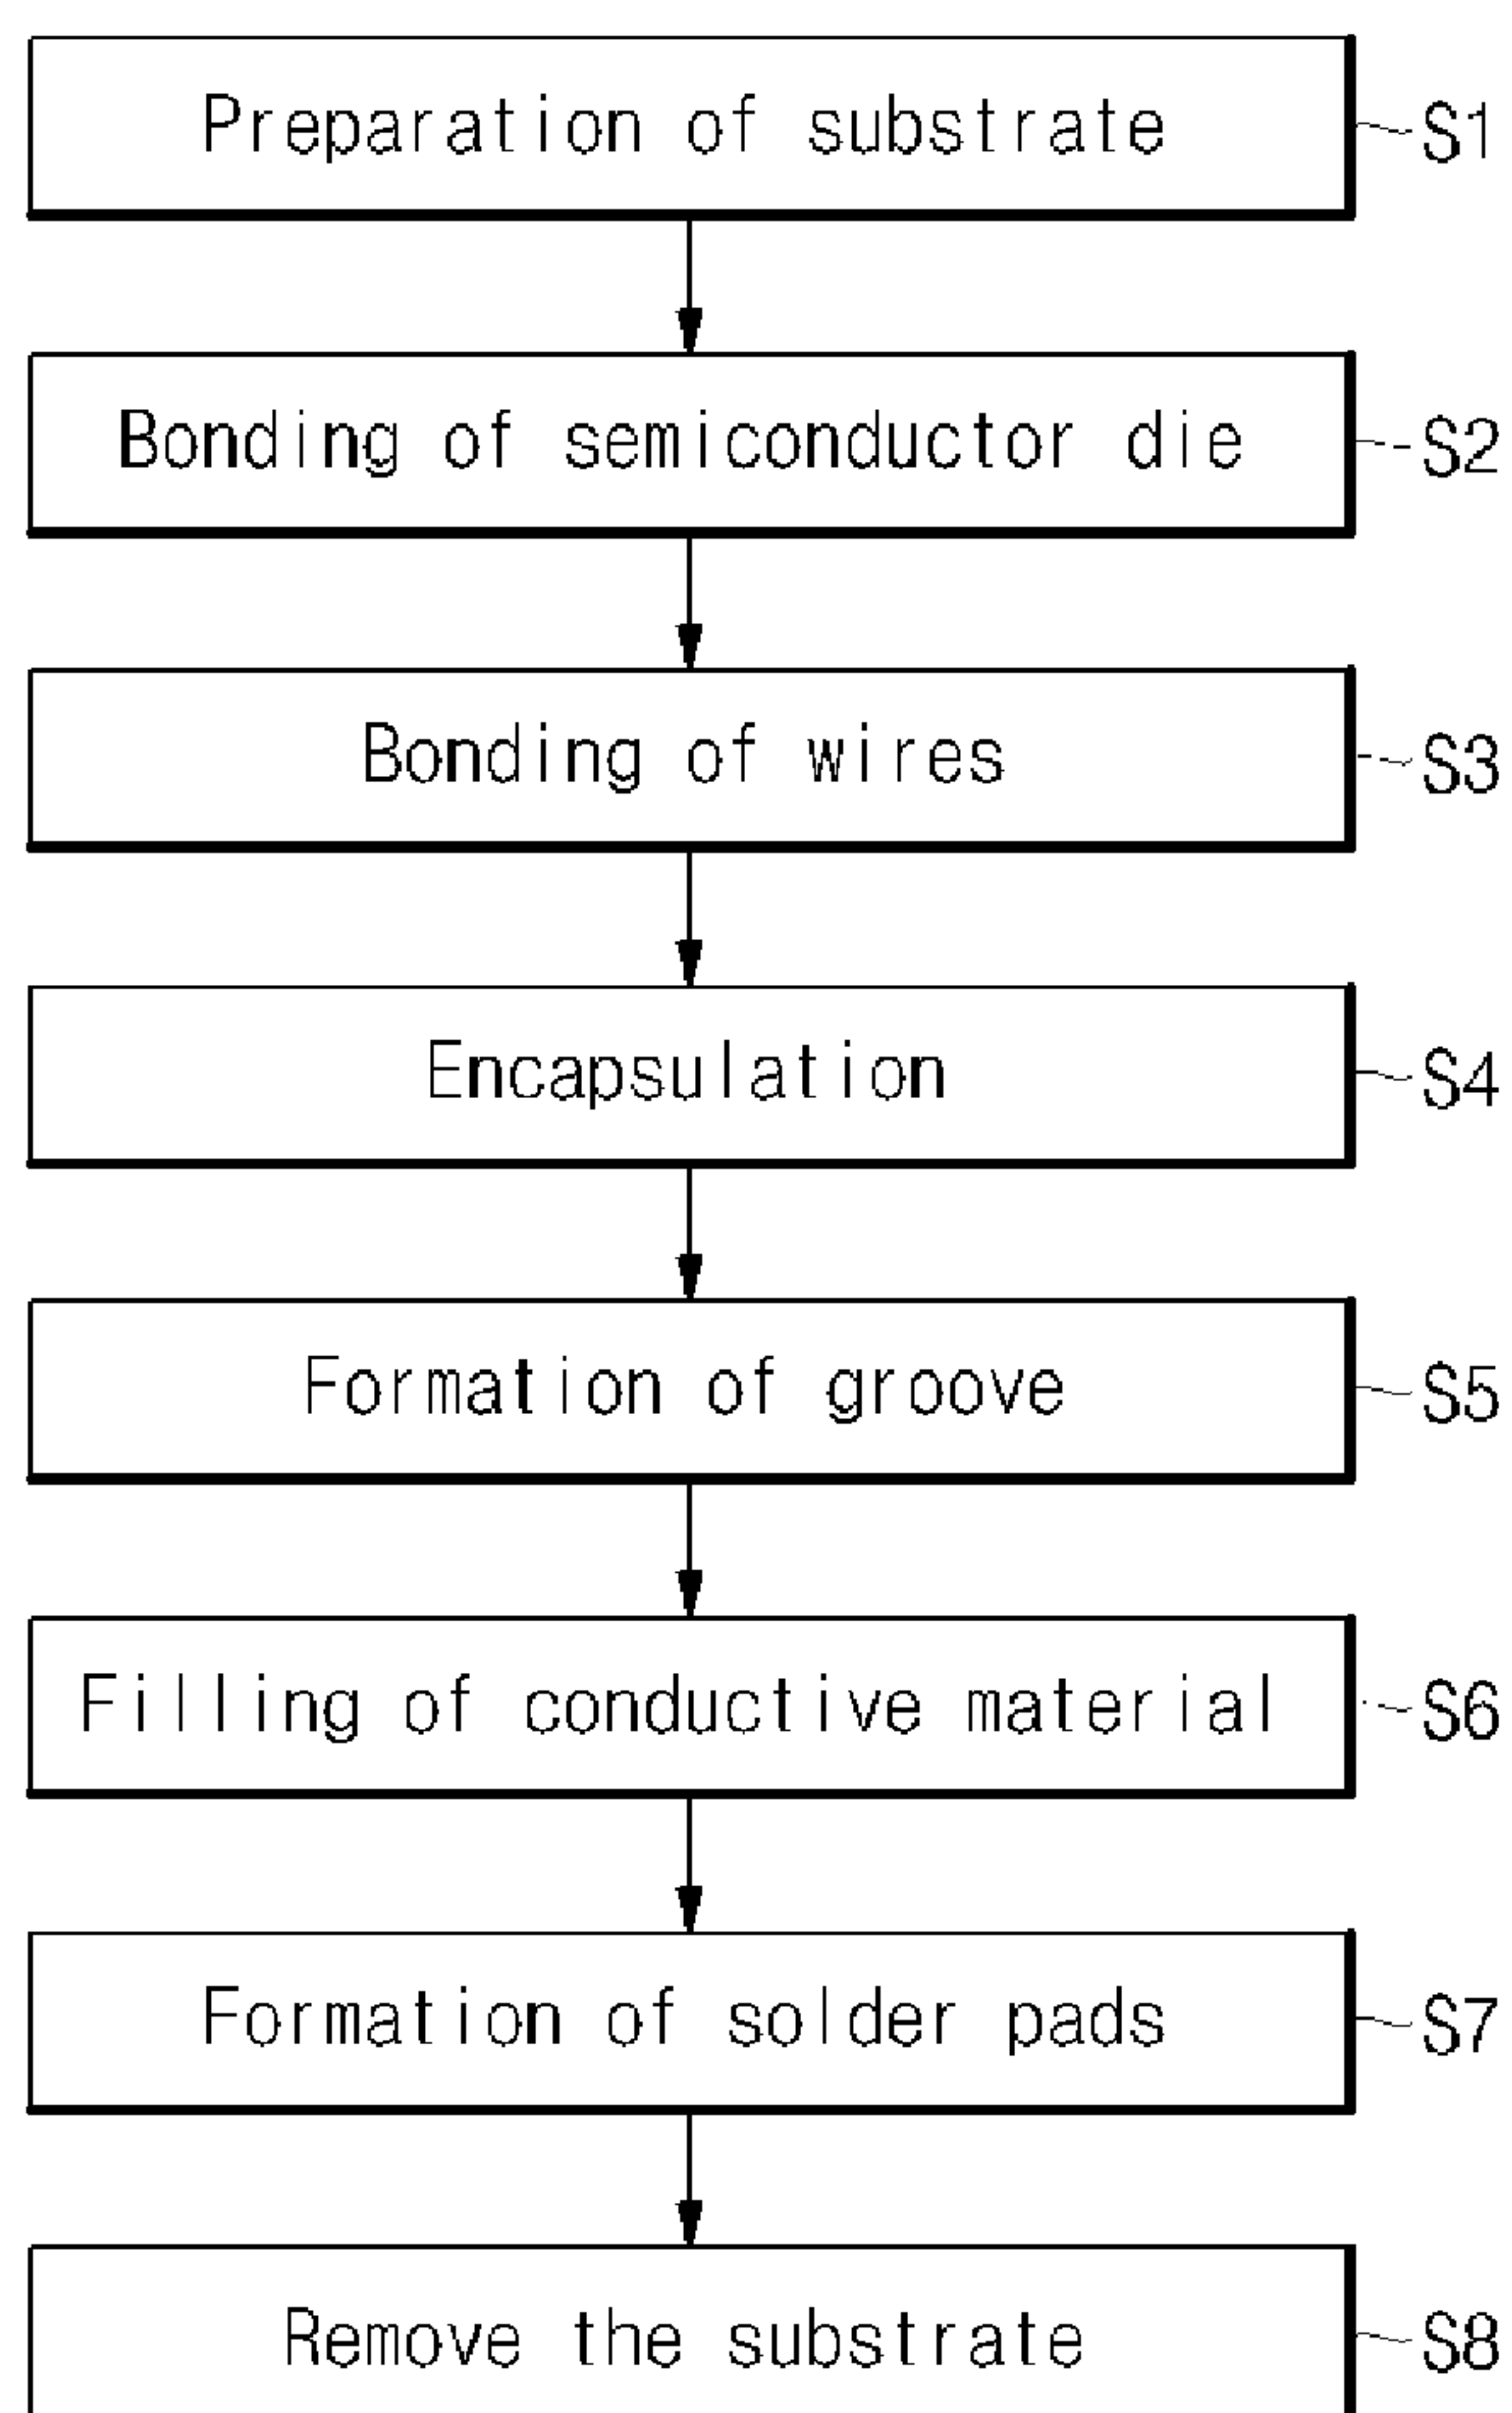 Preparation of substrate S1
Bonding of semiconductor die S2
Bonding of wires S3
Encapsulation S4
Formation of groove S5
Filling of conductive material S6
Formation of solder pads S7
Remove the substrate S8